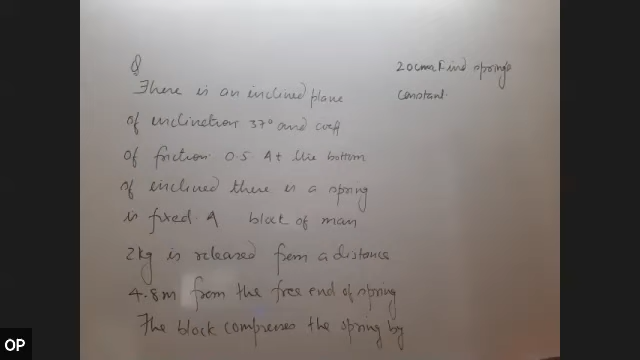 Q
There is an inclined plane
of inclination 37° and coeff
of friction 0.5 At the bottom
of inclined there is a spring
is fixed. A block of man
2kg is released from a distance
4.8m from the free end of spring
The block compresses the spring by
20cm Find spring
constant.
OP